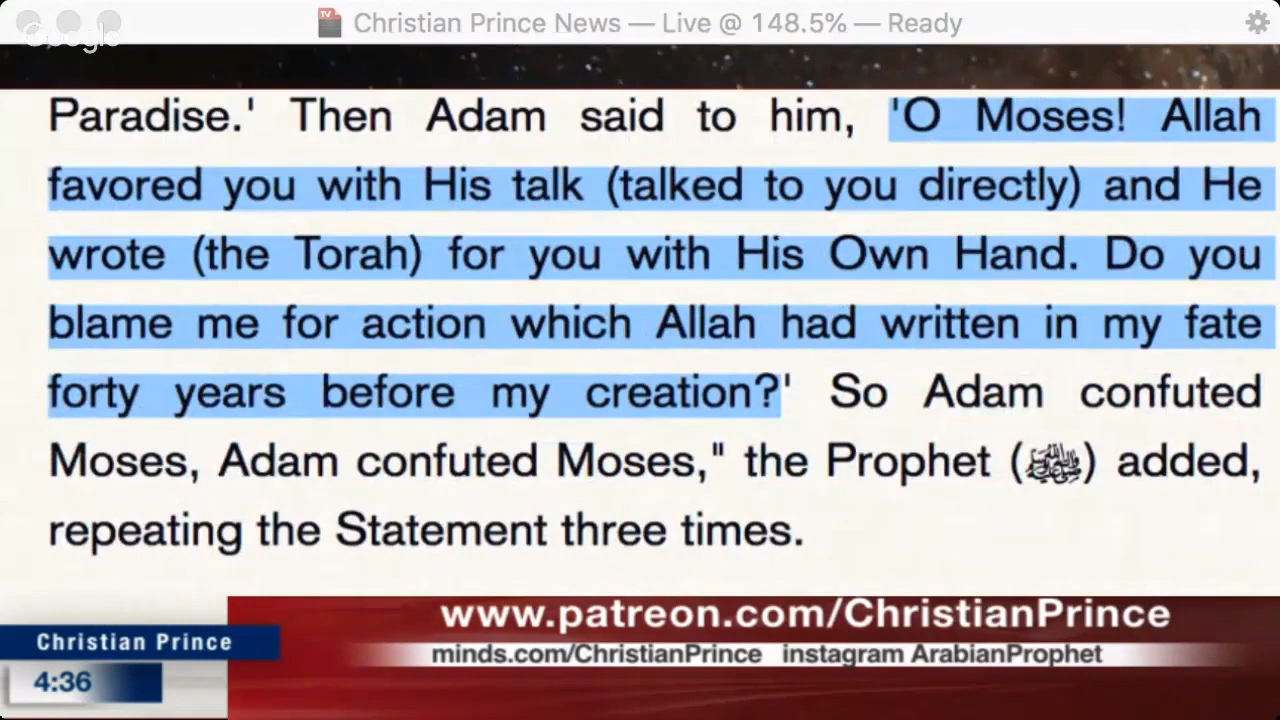 Christian Prince News — Live @ 148.5% — Ready
TV
Google
Paradise.' Then Adam said to him, 'O Moses! Allah
favored you with His talk (talked to you directly) and He
wrote (the Torah) for you with His Own Hand. Do you
blame me for action which Allah had written in my fate
forty years before my creation?' So Adam confuted
Moses, Adam confuted Moses," the Prophet (ﷺ) added,
repeating the Statement three times.
www.patreon.com/ChristianPrince
Christian Prince
minds.com/ChristianPrince instagram ArabianProphet
4:36